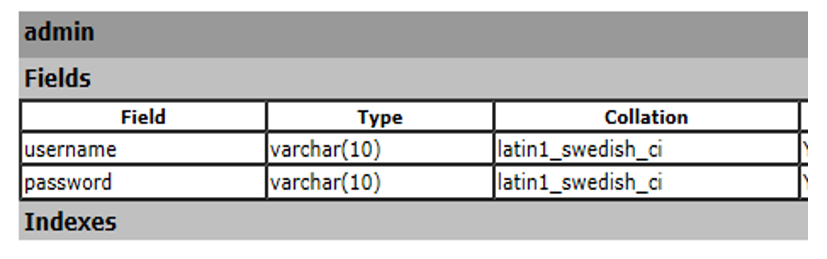 admin
Fields
Field Type Collation
username varchar(10) latin1_swedish_ci
password varchar(10) latin1_swedish_ci
Indexes